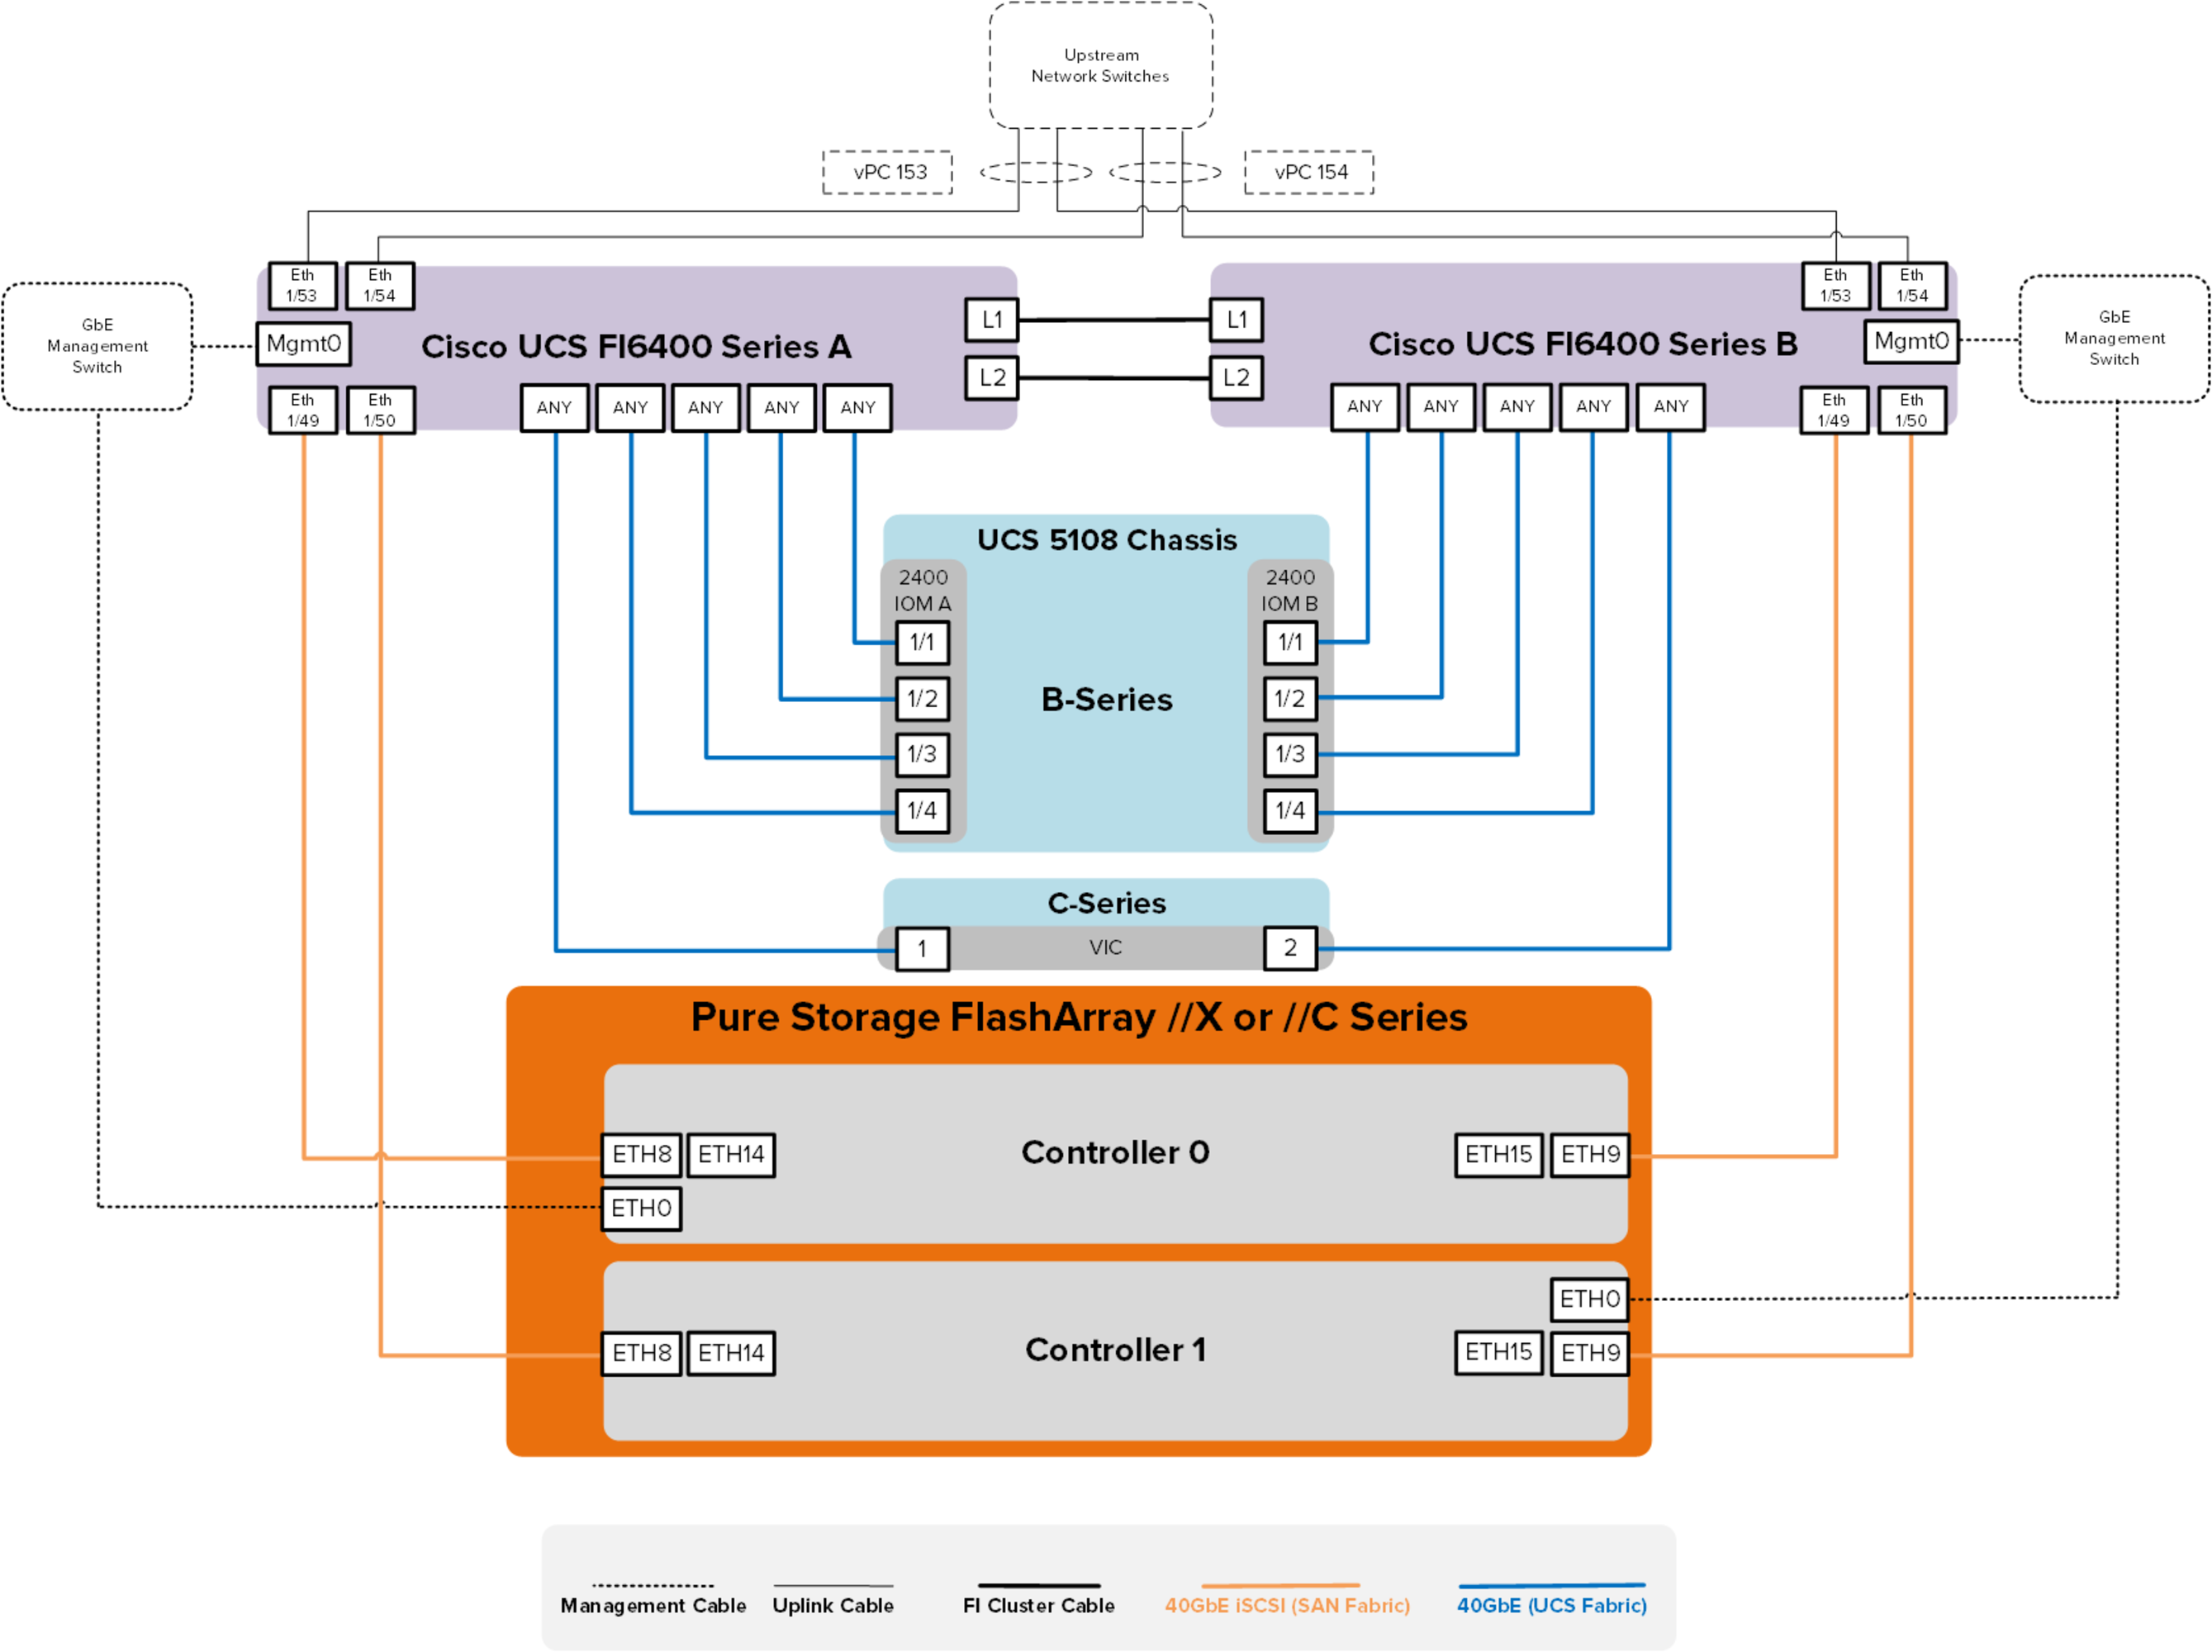 Upstream
Network Switches
vPC 153
vPC 154
Eth
1/53
Eth
1/54
Eth
1/53
Eth
1/54
GbE
Management
Switch
Mgmt0
Cisco UCS FI6400 Series A
L1
L1
L2
L2
Cisco UCS FI6400 Series B
Mgmt0
GbE
Management
Switch
Eth
1/49
Eth
1/50
ANY
ANY
ANY
ANY
ANY
ANY
ANY
ANY
ANY
ANY
Eth
1/49
Eth
1/50
UCS 5108 Chassis
2400
IOM A
2400
IOM B
1/1
1/1
1/2
B-Series
1/2
1/3
1/3
1/4
1/4
C-Series
1
VIC
2
Pure Storage FlashArray //X or //C Series
ETH8
ETH14
Controller 0
ETH15
ETH9
ETH0
ETH0
ETH8
ETH14
Controller 1
ETH15
ETH9
Management Cable
Uplink Cable
FI Cluster Cable
40GbE iSCSI (SAN Fabric)
40GbE (UCS Fabric)